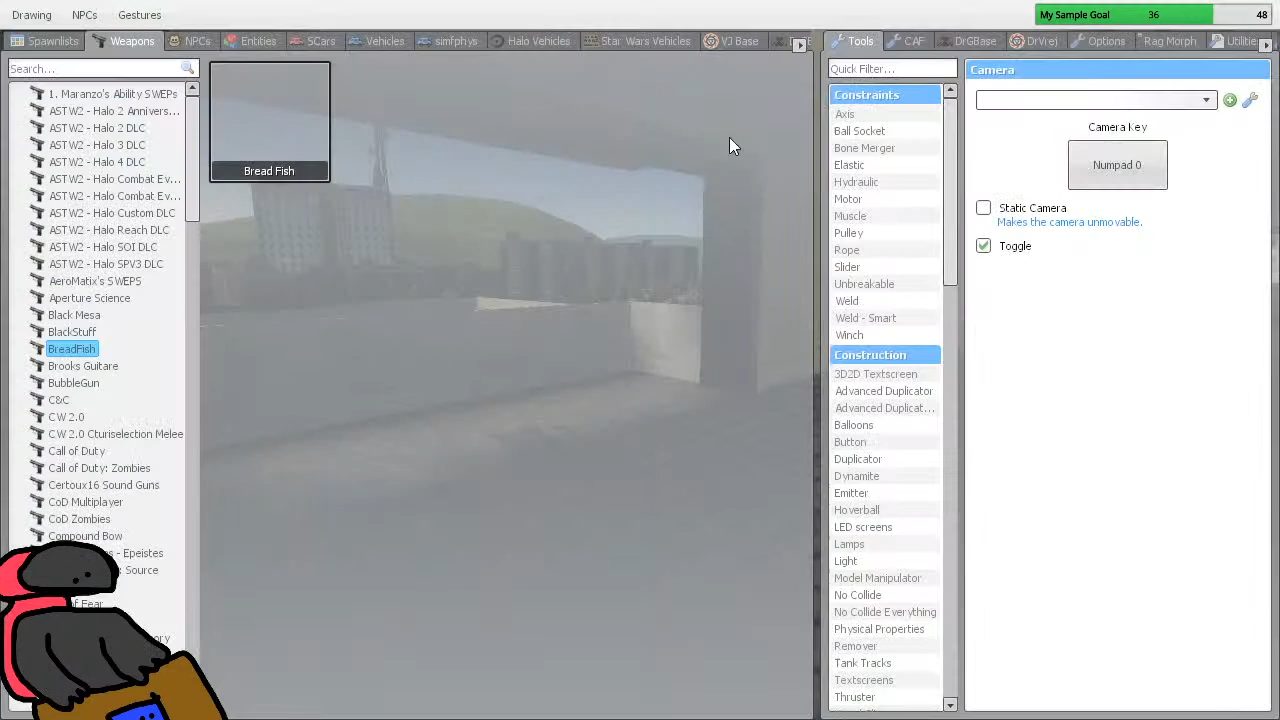 Drawing NPCs Gestures
My Sample Goal 36 48
Spawnlists Weapons NPCs Entities SCars Vehicles simfphys Halo Vehicles Star Wars Vehicles VJ Base
Tools CAF DrGBase DrVrej Options Rag Morph Utilitie
Search...
1. Maranzo's Ability SWEPs
ASTW2 - Halo 2 Annivers...
ASTW2 - Halo 2 DLC
ASTW2 - Halo 3 DLC
ASTW2 - Halo 4 DLC
ASTW2 - Halo Combat Ev...
ASTW2 - Halo Combat Ev...
ASTW2 - Halo Custom DLC
ASTW2 - Halo Reach DLC
ASTW2 - Halo SOI DLC
ASTW2 - Halo SPV3 DLC
AeroMatix's SWEPS
Aperture Science
Black Mesa
BlackStuff
BreadFish
Brooks Guitare
BubbleGun
C&C
CW 2.0
CW 2.0 Cturiselection Melee
Call of Duty
Call of Duty: Zombies
Certoux16 Sound Guns
CoD Multiplayer
CoD Zombies
Compound Bow
- Epeistes
: Source
of Fear
Bread Fish
Quick Filter...
Constraints
Axis
Ball Socket
Bone Merger
Elastic
Hydraulic
Motor
Muscle
Pulley
Rope
Slider
Unbreakable
Weld
Weld - Smart
Winch
Construction
3D2D Textscreen
Advanced Duplicator
Advanced Duplicat...
Balloons
Button
Duplicator
Dynamite
Emitter
Hoverball
LED screens
Lamps
Light
Model Manipulator
No Collide
No Collide Everything
Physical Properties
Remover
Tank Tracks
Textscreens
Thruster
Camera
Camera Key
Numpad 0
Static Camera
Makes the camera unmovable.
Toggle